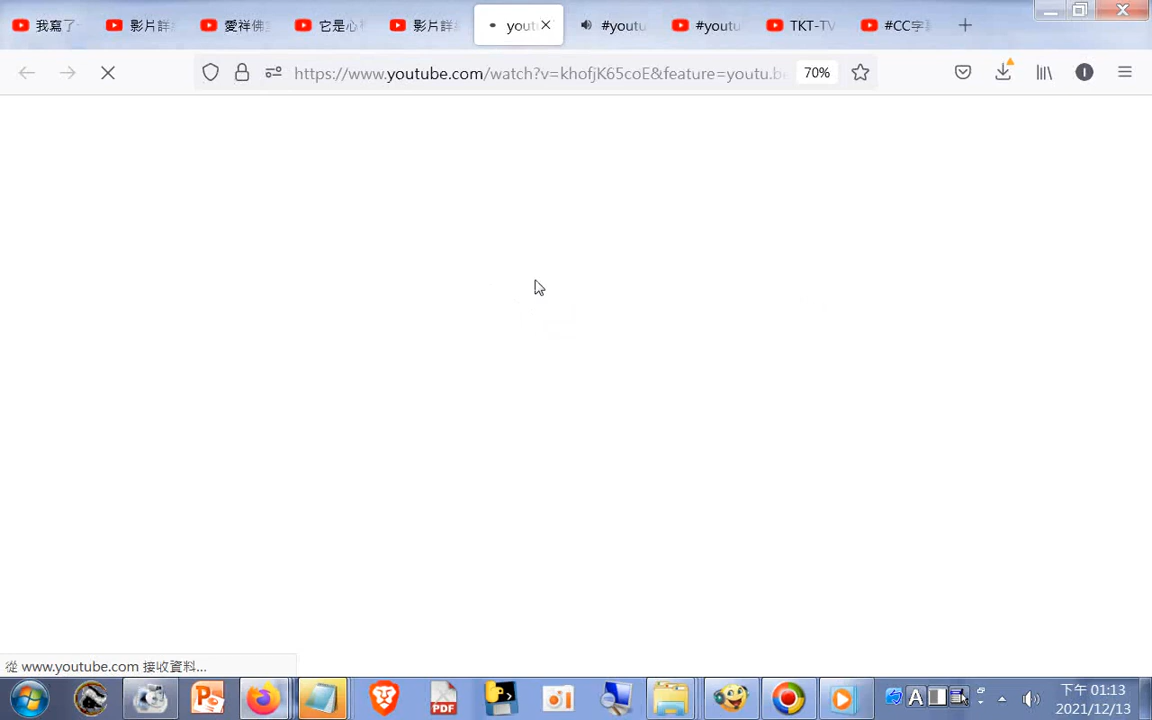 我寫了一
影片詳
愛祥佛
它是心
影片詳
yout
#youtu
#youtu
TKT-TV
#CC字
https://www.youtube.com/watch?v=khofjK65coE&feature=youtu.be
70%
從 www.youtube.com 接收資料...
PDF
A
下午 01:13
2021/12/13